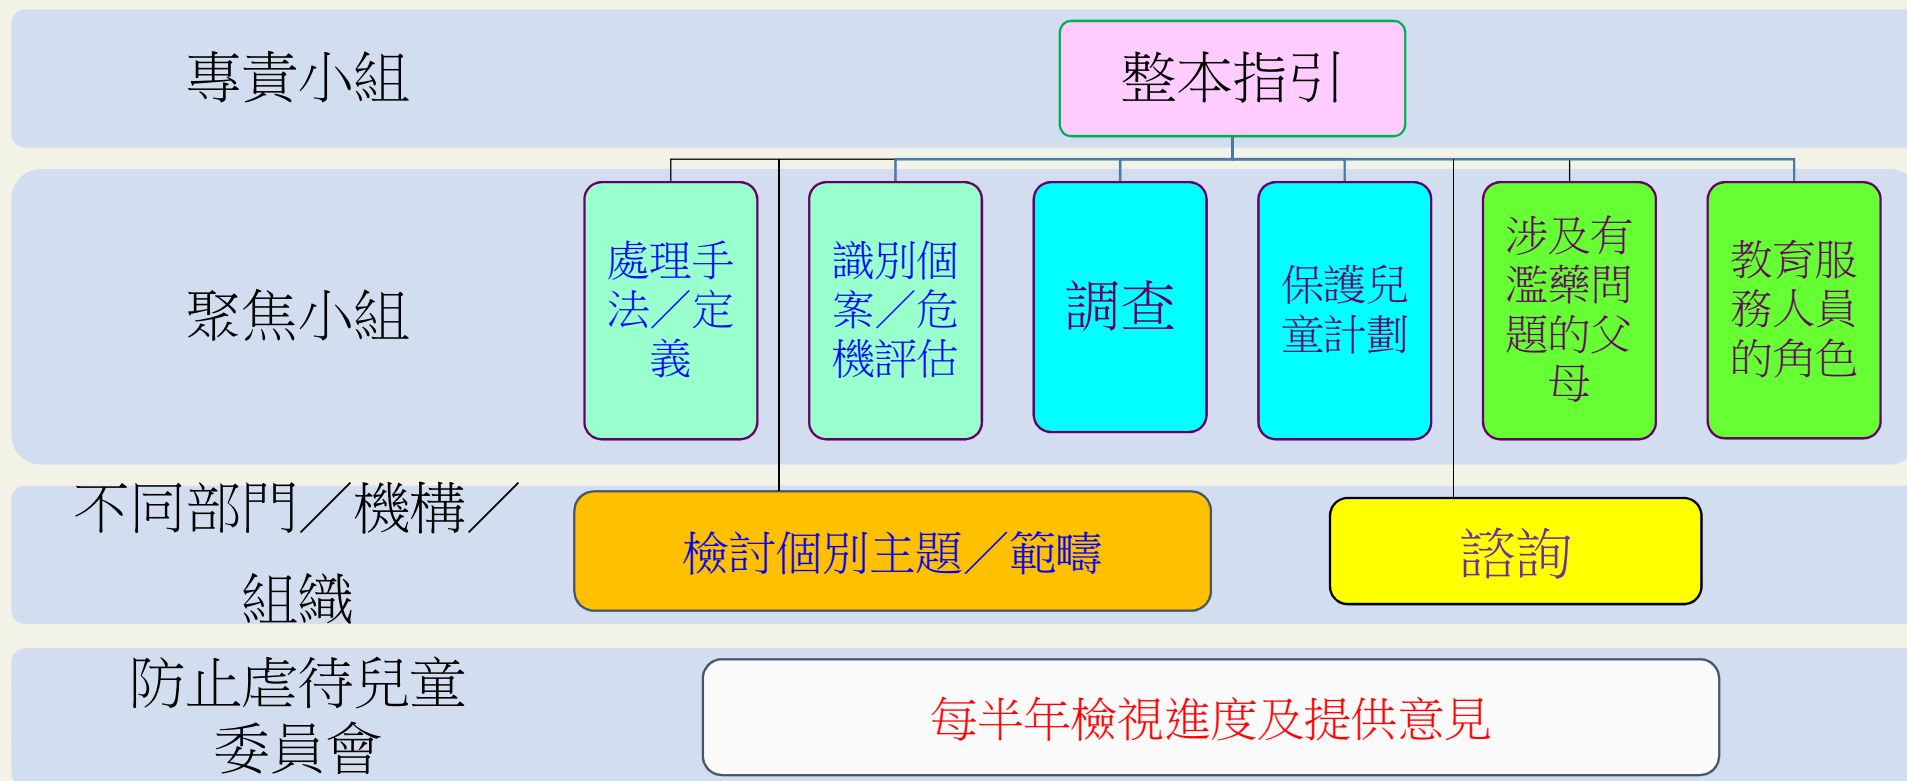 專責小組
整本指引
聚焦小組
處理手
法／定
義
識別個
案／危
機評估
調查
保護兒
童計劃
涉及有
濫藥問
題的父
母
教育服
務人員
的角色
不同部門／機構／
組織
檢討個別主題／範疇
諮詢
防止虐待兒童
委員會
每半年檢視進度及提供意見